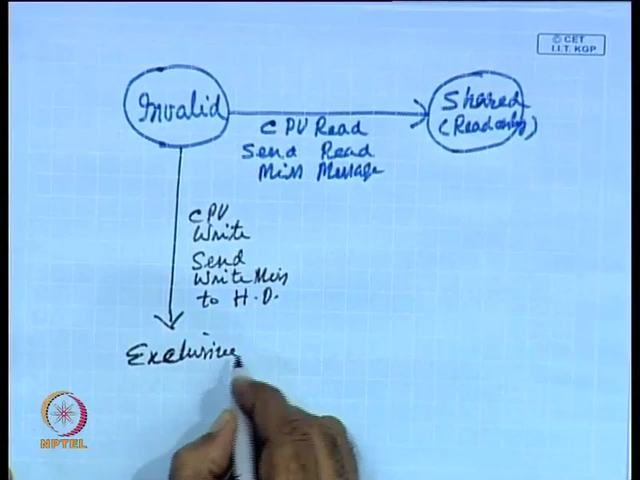 © CET
I.I.T. KGP
Invalid
Shared
(Read only)
CPU Read
Send Read
Miss Message
CPU
Write
Send
Write Miss
to H.D.
Exclusive
NPTEL